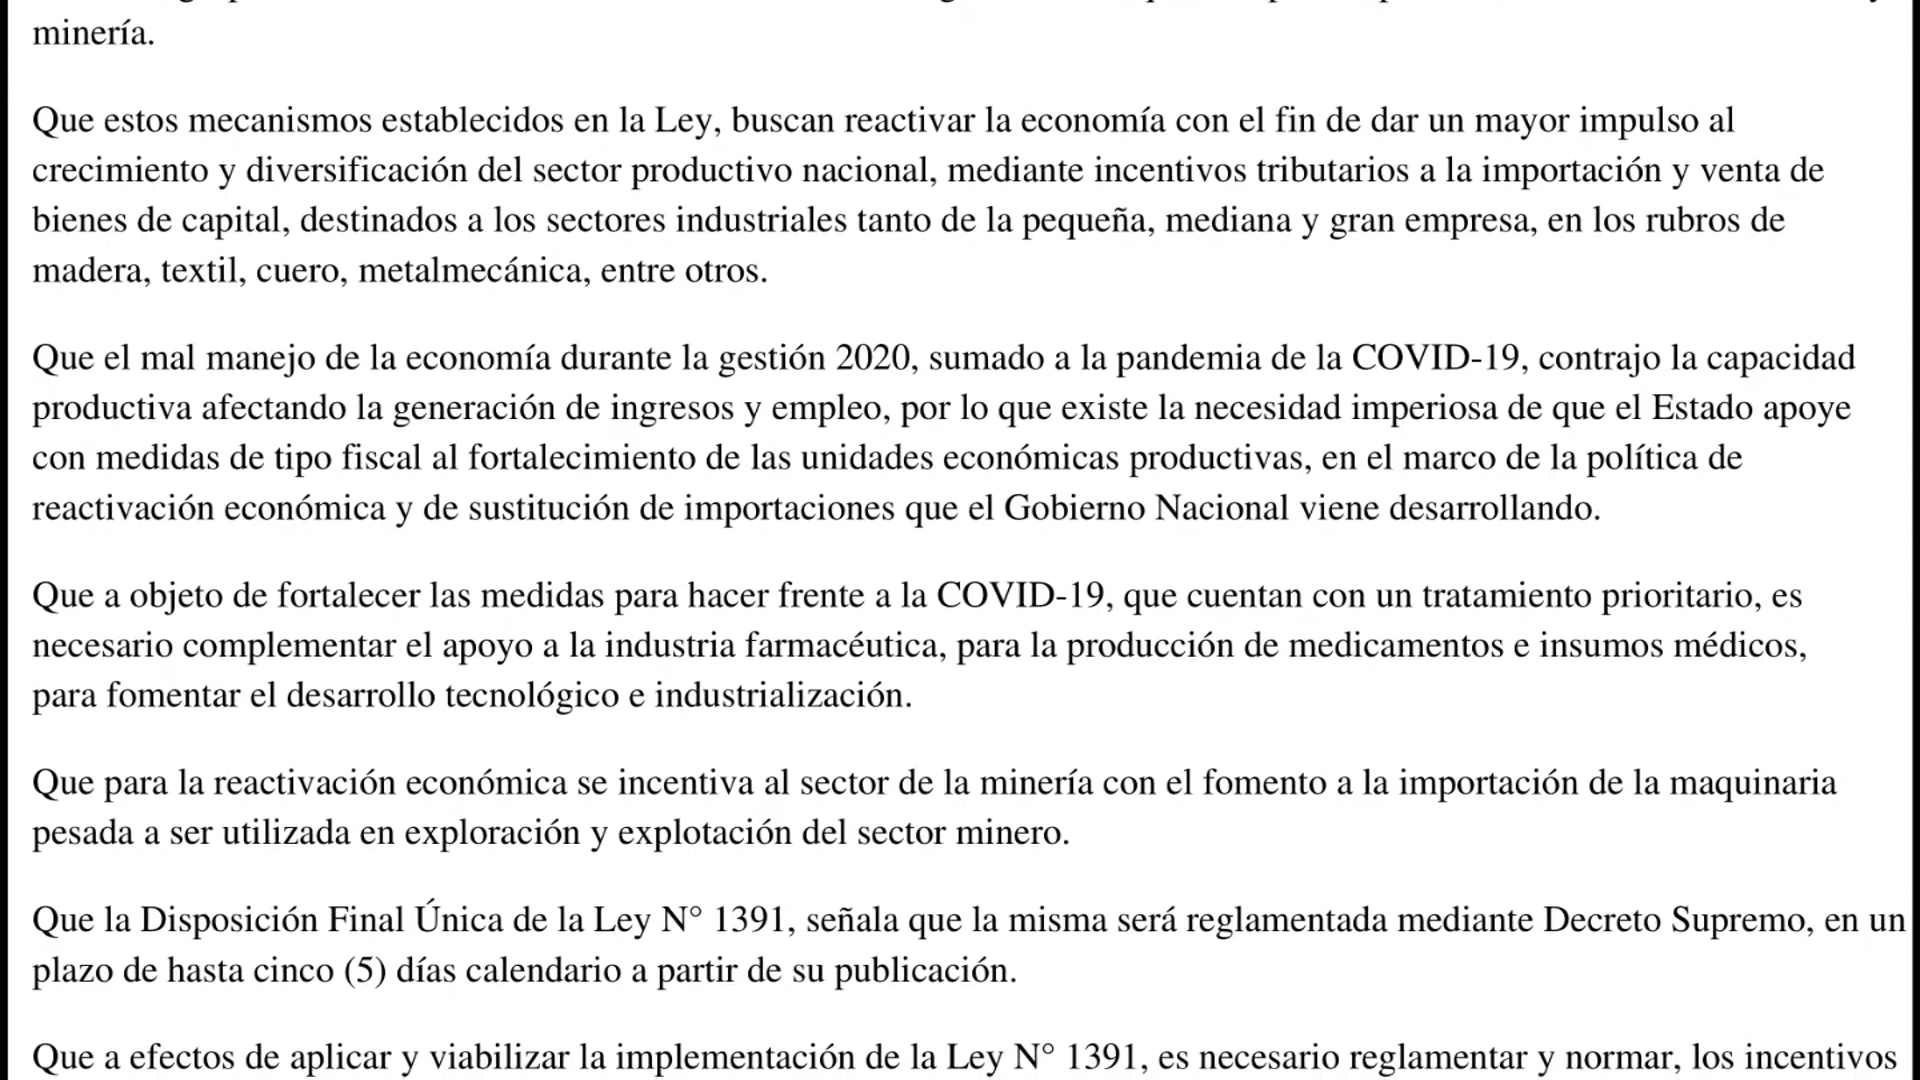 minería.
Que estos mecanismos establecidos en la Ley, buscan reactivar la economía con el fin de dar un mayor impulso al
crecimiento y diversificación del sector productivo nacional, mediante incentivos tributarios a la importación y venta de
bienes de capital, destinados a los sectores industriales tanto de la pequeña, mediana y gran empresa, en los rubros de
madera, textil, cuero, metalmecánica, entre otros.
Que el mal manejo de la economía durante la gestión 2020, sumado a la pandemia de la COVID-19, contrajo la capacidad
productiva afectando la generación de ingresos y empleo, por lo que existe la necesidad imperiosa de que el Estado apoye
con medidas de tipo fiscal al fortalecimiento de las unidades económicas productivas, en el marco de la política de
reactivación económica y de sustitución de importaciones que el Gobierno Nacional viene desarrollando.
Que a objeto de fortalecer las medidas para hacer frente a la COVID-19, que cuentan con un tratamiento prioritario, es
necesario complementar el apoyo a la industria farmacéutica, para la producción de medicamentos e insumos médicos,
para fomentar el desarrollo tecnológico e industrialización.
Que para la reactivación económica se incentiva al sector de la minería con el fomento a la importación de la maquinaria
pesada a ser utilizada en exploración y explotación del sector minero.
Que la Disposición Final Única de la Ley N° 1391, señala que la misma será reglamentada mediante Decreto Supremo, en un
plazo de hasta cinco (5) días calendario a partir de su publicación.
Que a efectos de aplicar y viabilizar la implementación de la Ley N° 1391, es necesario reglamentar y normar, los incentivos